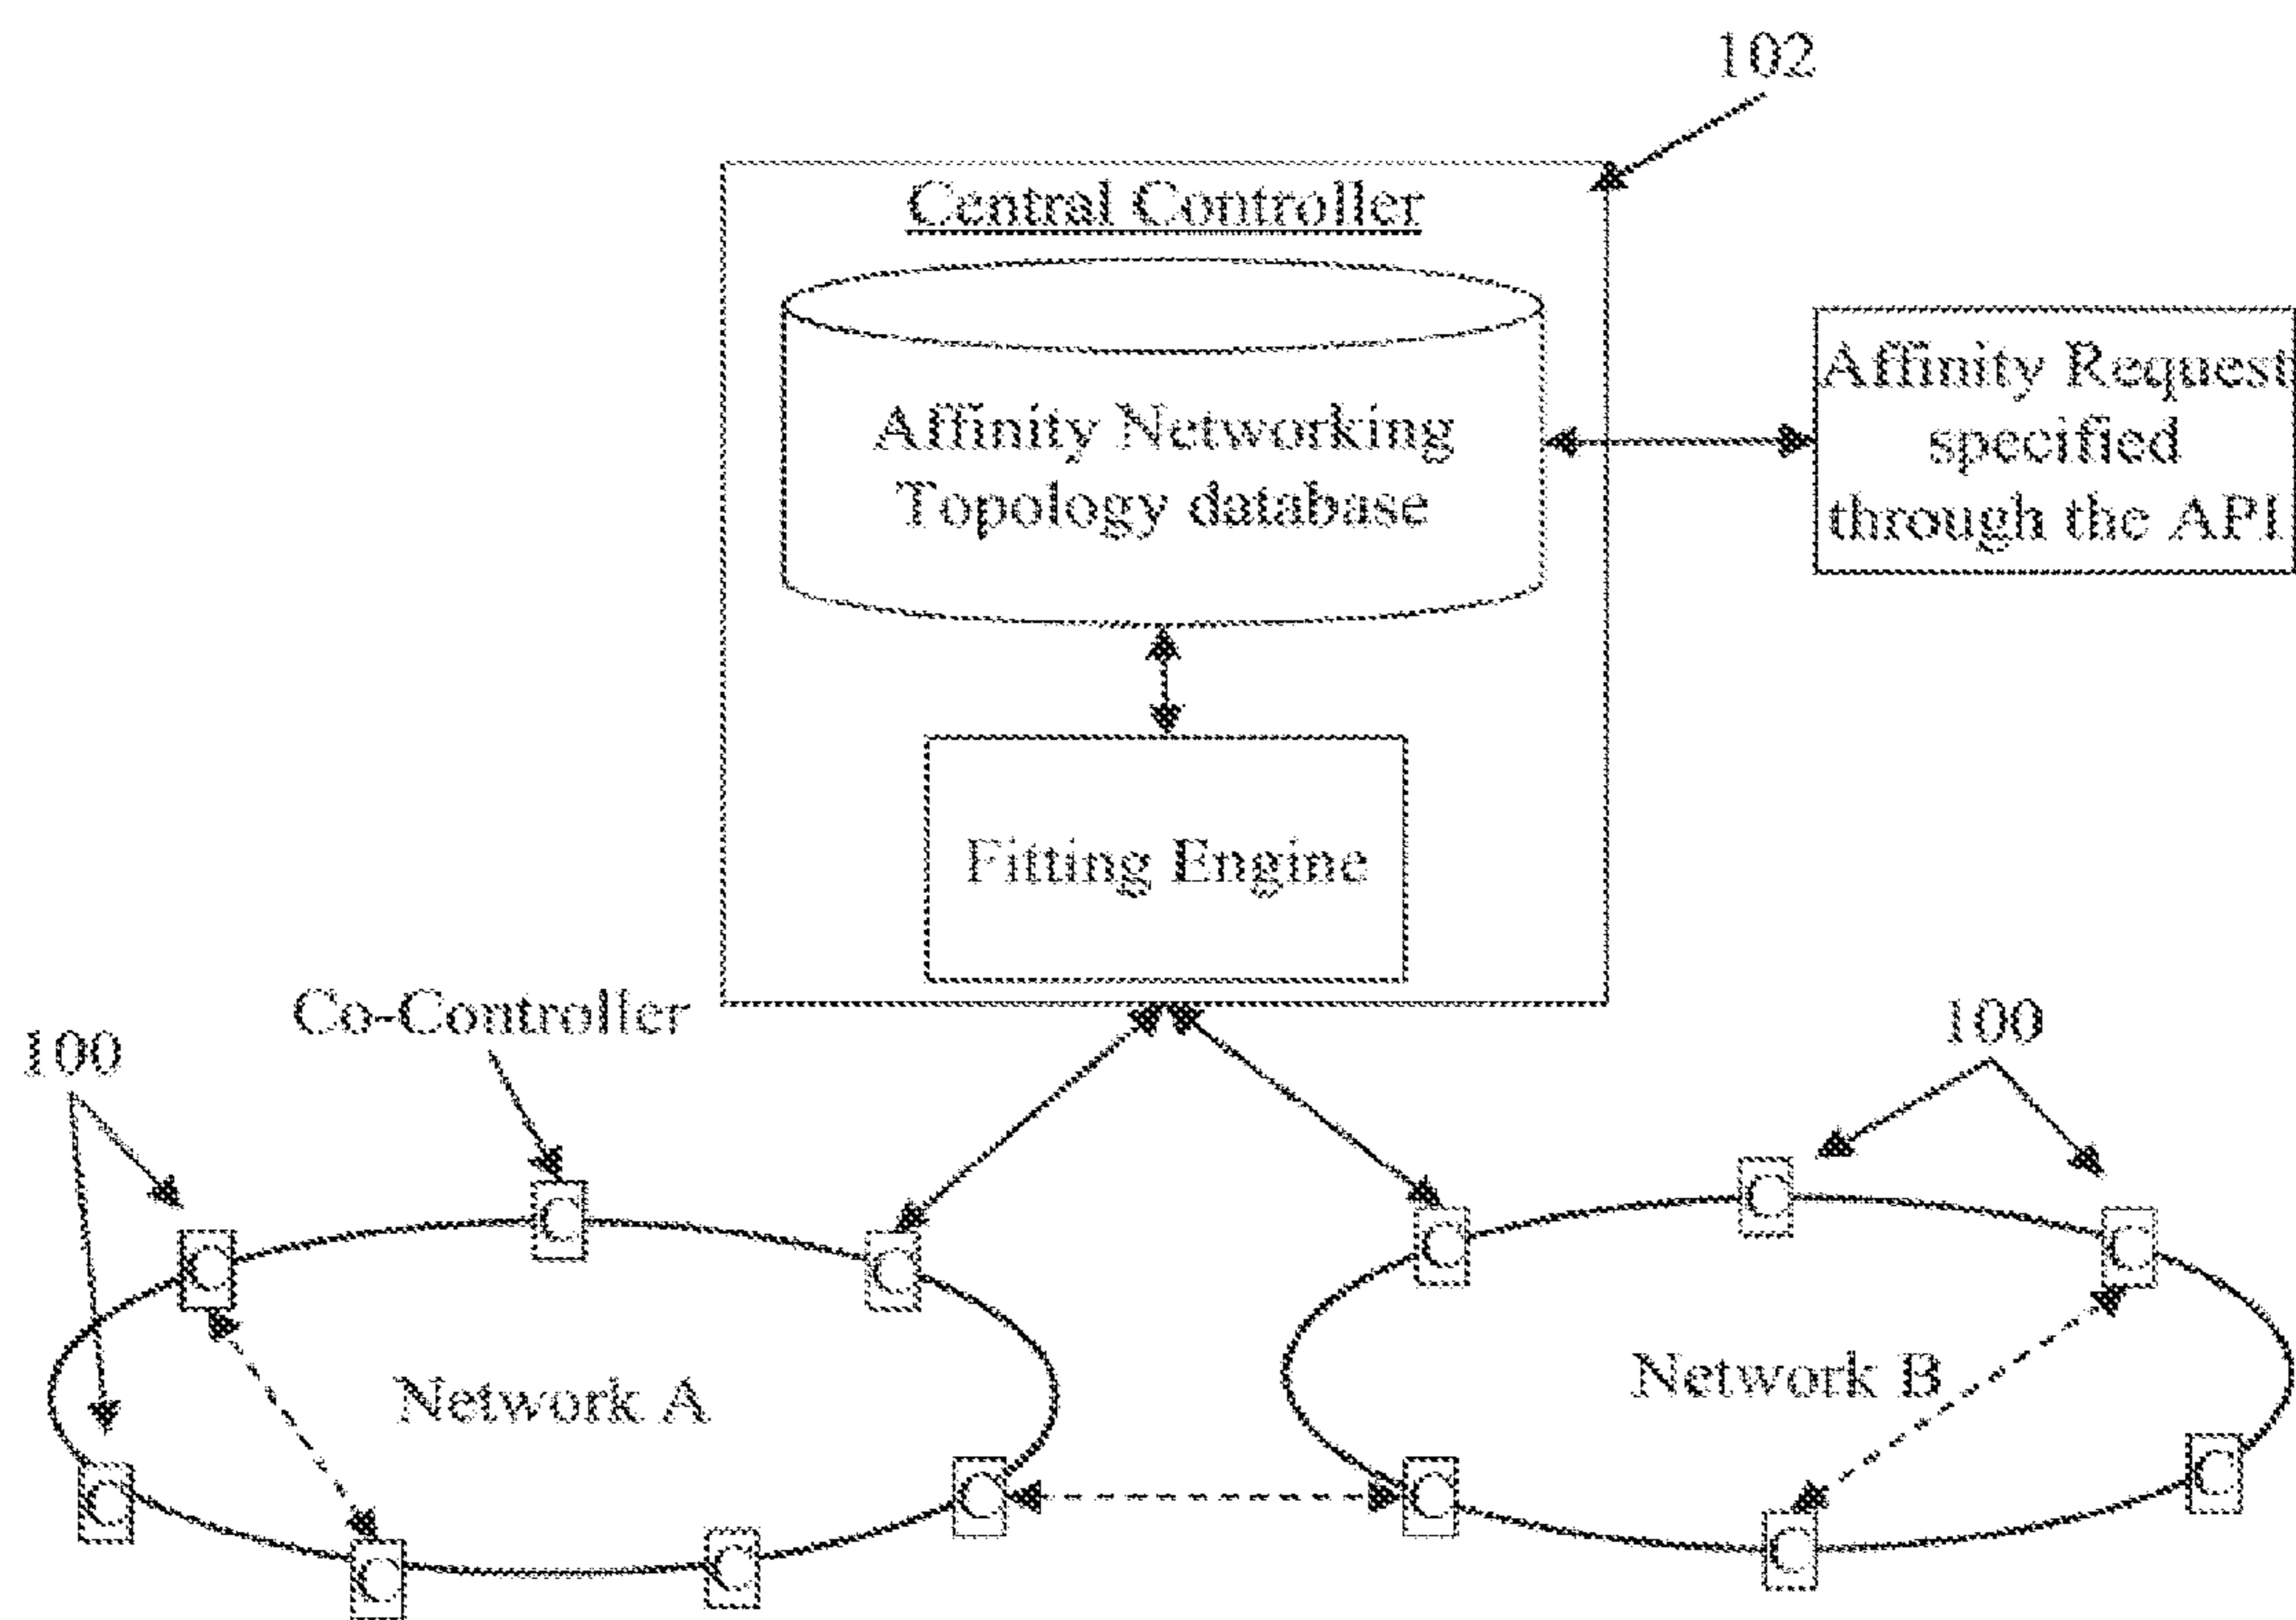 102
Central Controller
Affinity Networking
Topology database
Affinity Request
specified
through the API
Fitting Engine
Co-Controller
100
100
C
C
C
C
C
C
C
Network A
Network B
C
C
C
C
C
C